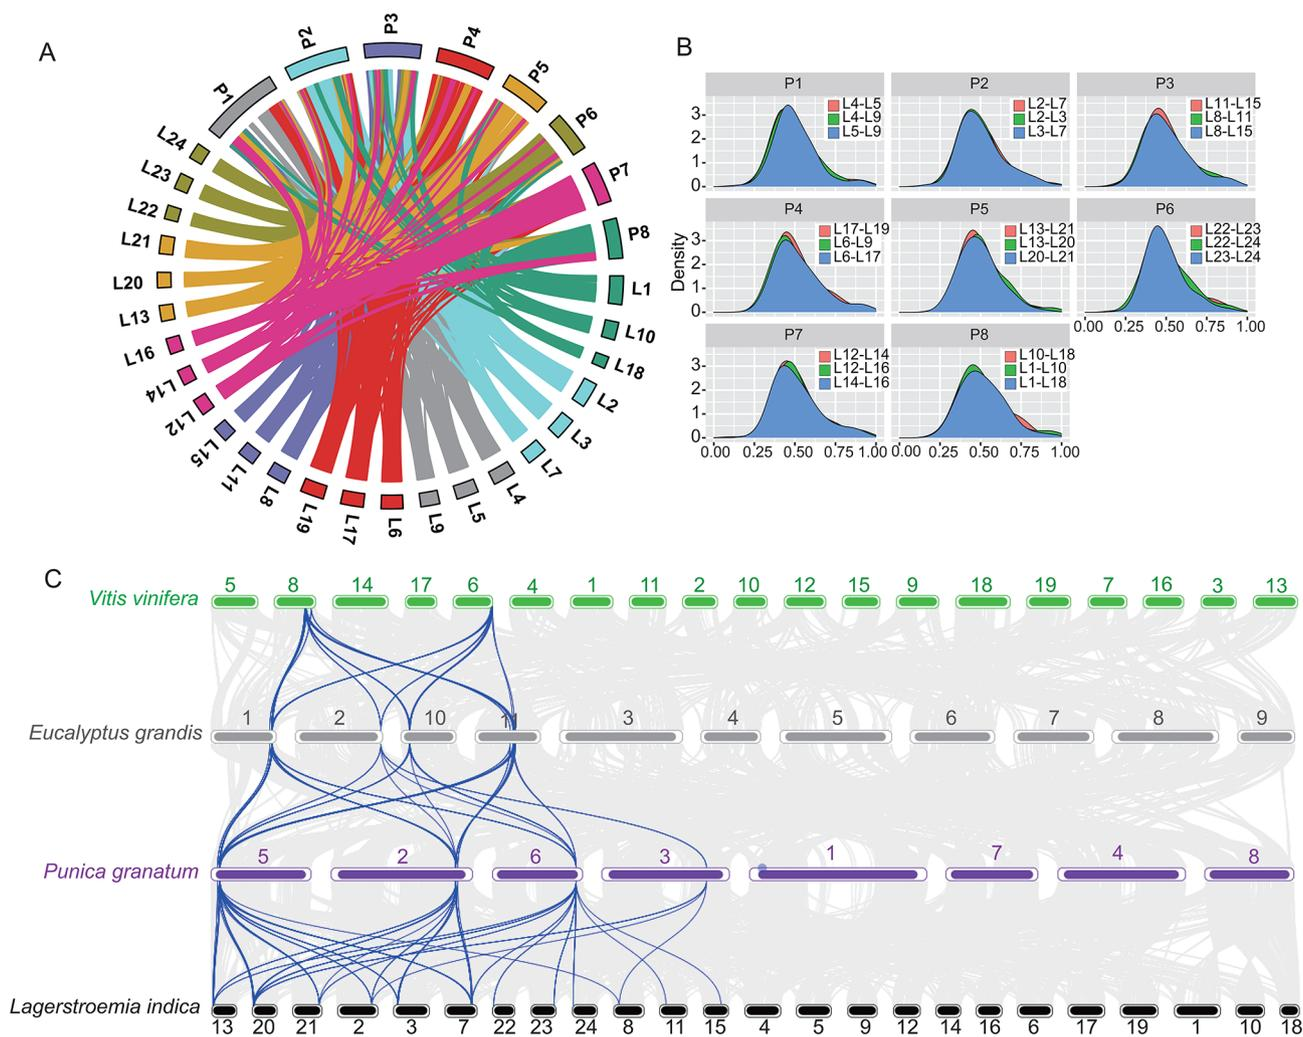 A
P1
P2
P3
P4
P5
P6
P7
P8
L1
L10
L18
L2
L3
L7
L4
L5
L9
L6
L17
L19
L8
L11
L15
L12
L14
L16
L13
L20
L21
L22
L23
L24
B
P1 P2 P3
L4-L5 L2-L7 L11-L15
L4-L9 L2-L3 L8-L11
L5-L9 L3-L7 L8-L15
3
2
1
0
P4 P5 P6
L17-L19 L13-L21 L22-L23
L6-L9 L13-L20 L22-L24
L6-L17 L20-L21 L23-L24
Density
3
2
1
0
0.00 0.25 0.50 0.75 1.00
P7 P8
L12-L14 L10-L18
L12-L16 L1-L10
L14-L16 L1-L18
3
2
1
0
0.00 0.25 0.50 0.75 1.00 0.00 0.25 0.50 0.75 1.00
C
5 8 14 17 6 4 1 11 2 10 12 15 9 18 19 7 16 3 13
Vitis vinifera
1 2 10 11 3 4 5 6 7 8 9
Eucalyptus grandis
5 2 6 3 1 7 4 8
Punica granatum
Lagerstroemia indica
13 20 21 2 3 7 22 23 24 8 11 15 4 5 9 12 14 16 6 17 19 1 10 18